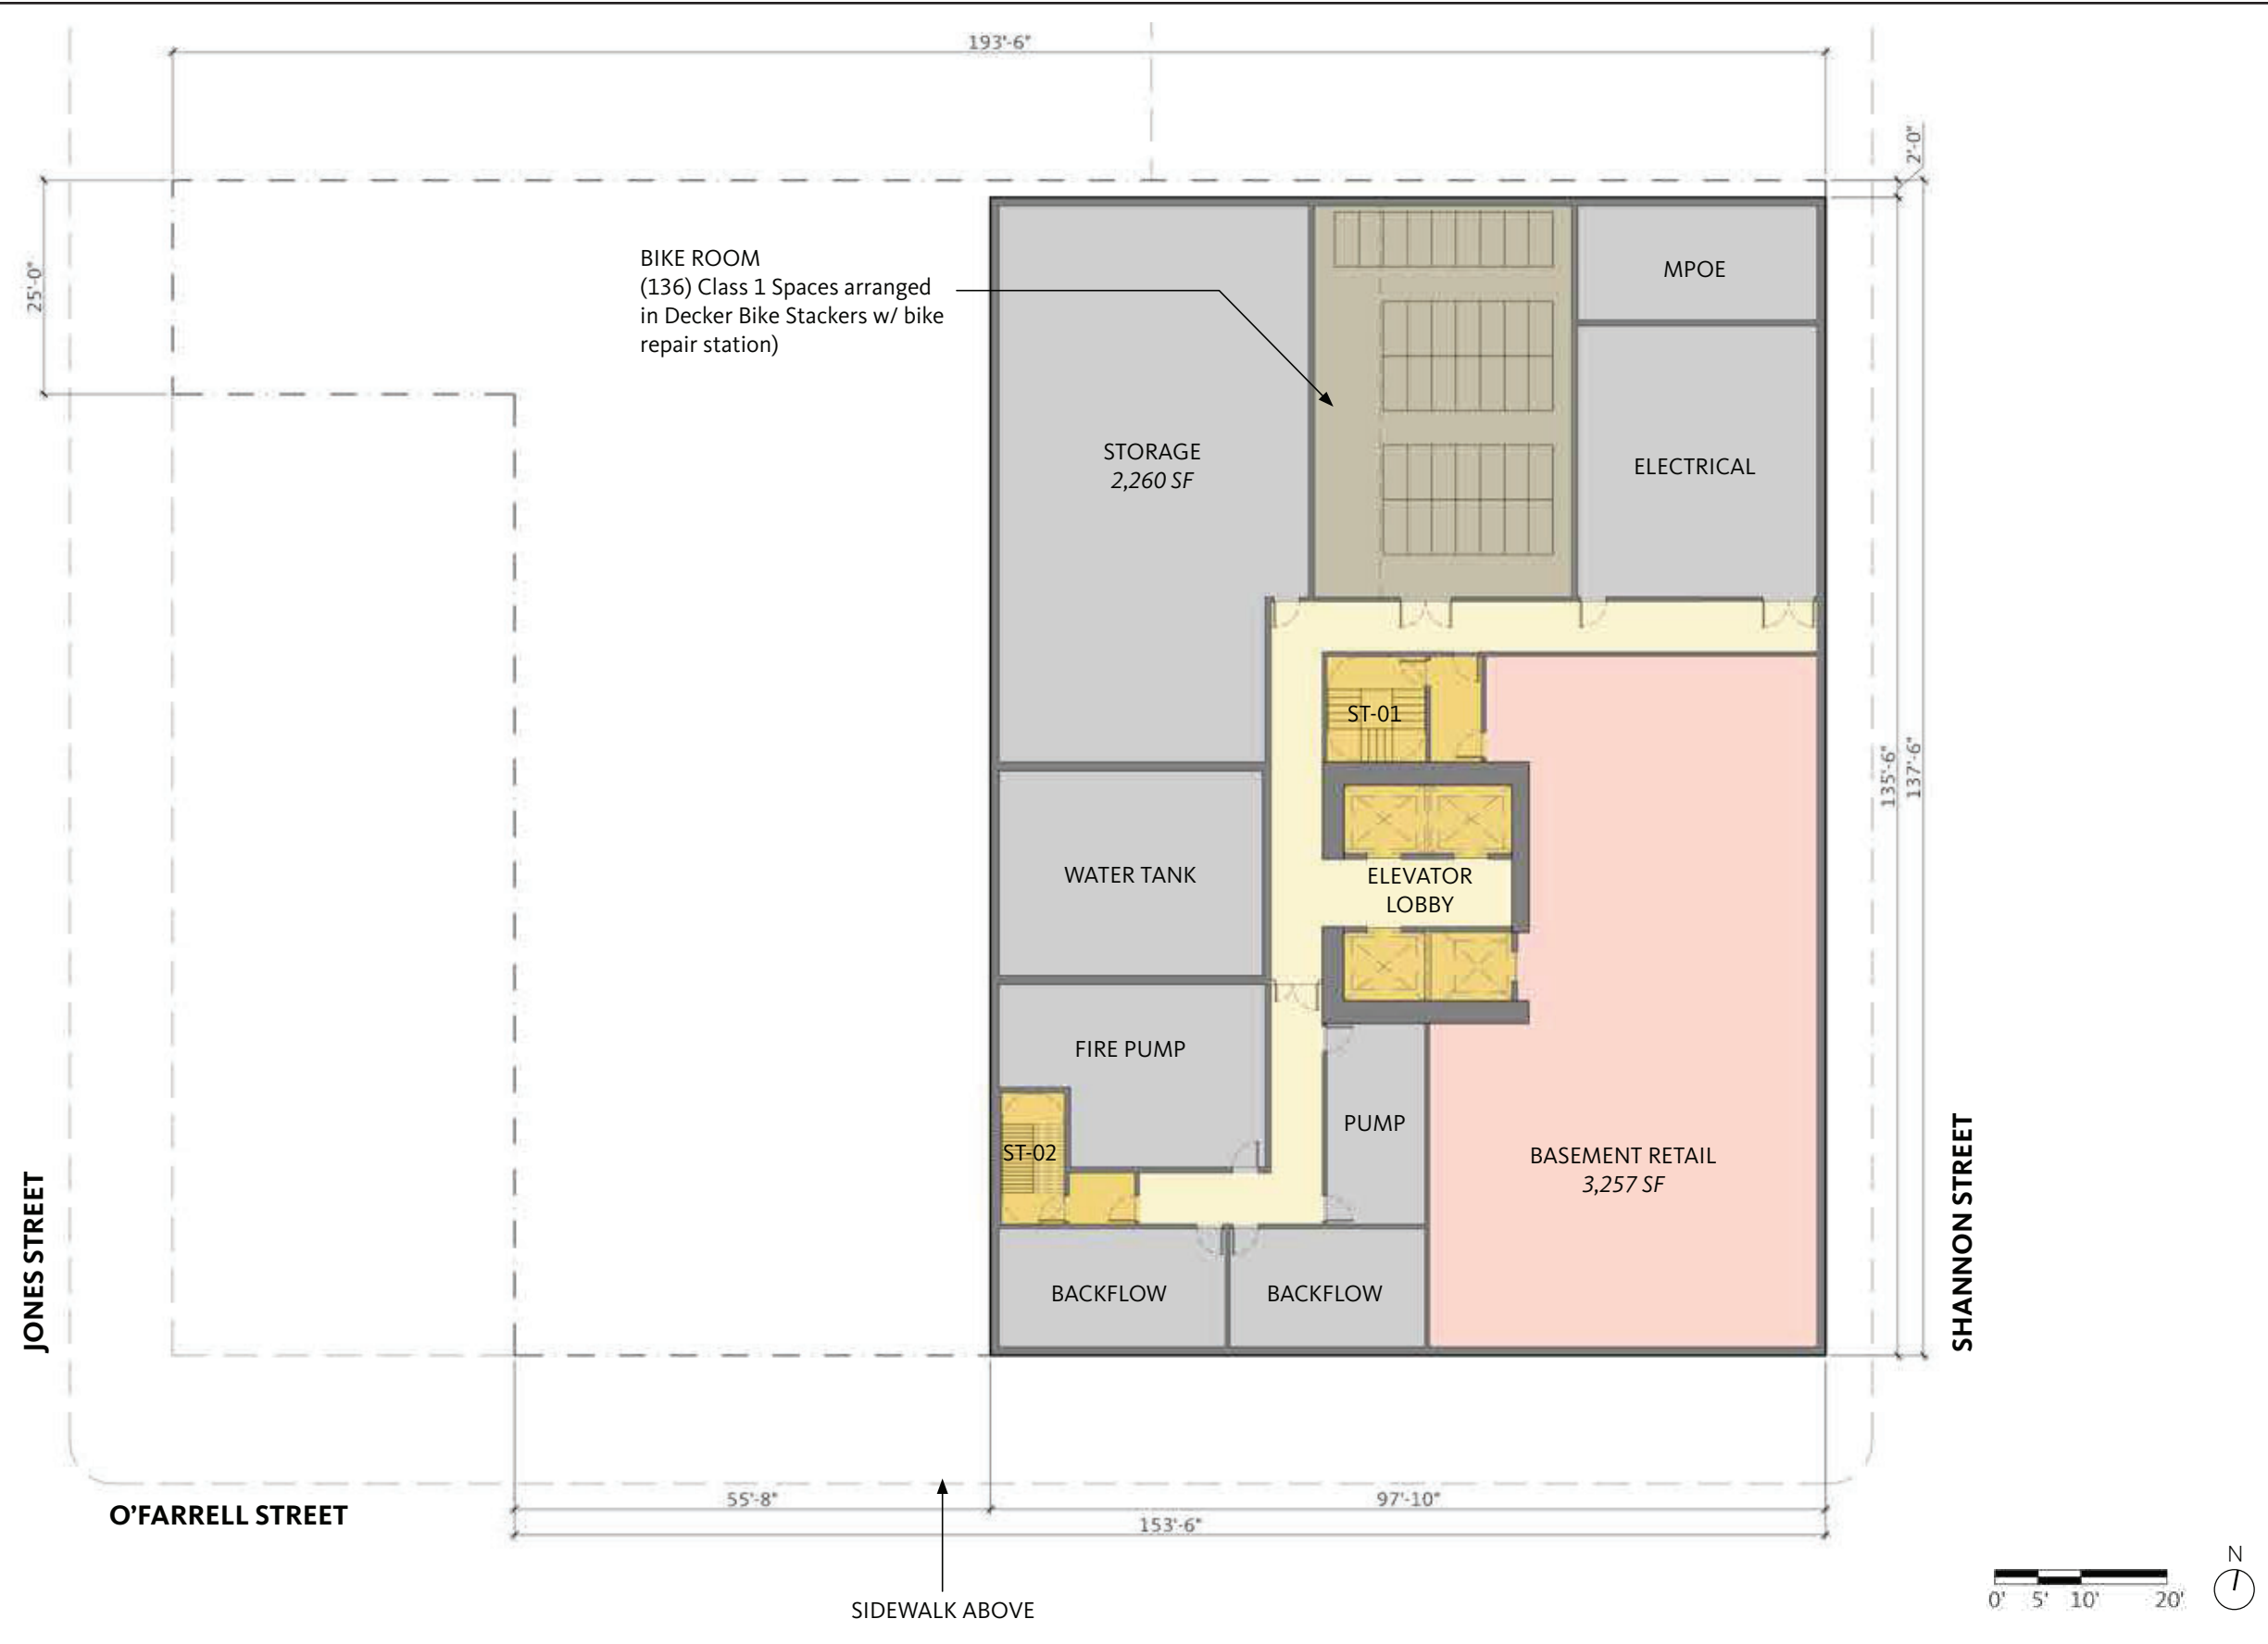 193'-6"
2'-0"
25'-0"
BIKE ROOM
(136) Class 1 Spaces arranged
in Decker Bike Stackers w/ bike
repair station)
MPOE
STORAGE
2,260 SF
ELECTRICAL
ST-01
135'-6"
137'-6"
WATER TANK
ELEVATOR
LOBBY
FIRE PUMP
PUMP
ST-02
BASEMENT RETAIL
3,257 SF
JONES STREET
SHANNON STREET
BACKFLOW
BACKFLOW
55'-8"
97'-10"
O’FARRELL STREET
153'-6"
SIDEWALK ABOVE
N
0' 5' 10' 20'